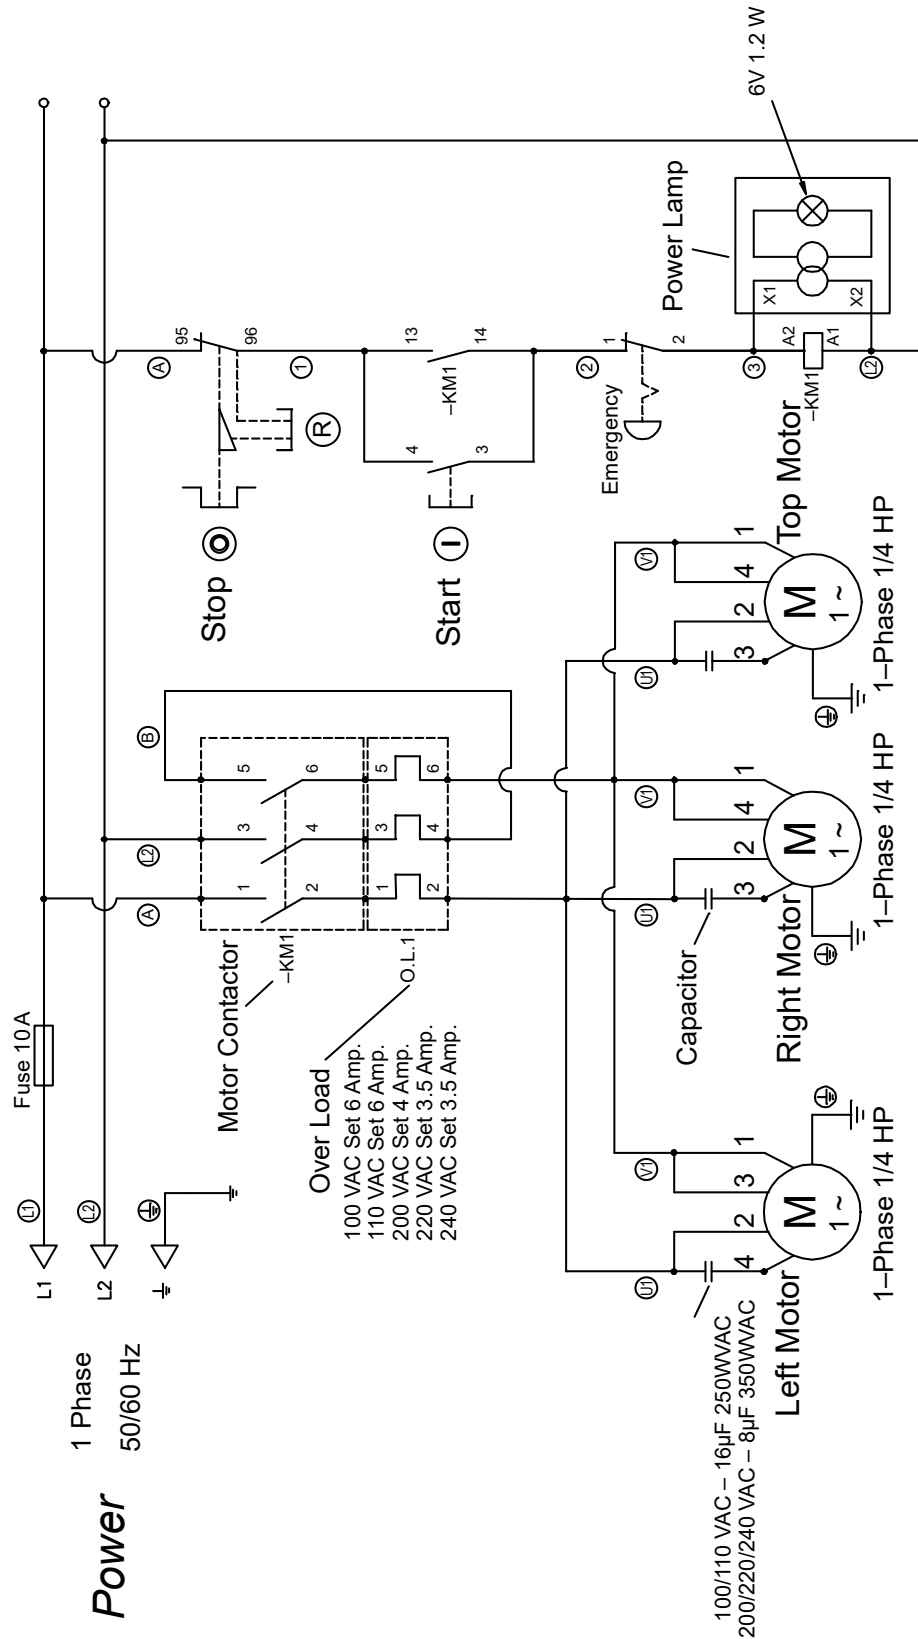 Power
1 Phase
50/60 Hz
L1
L2
L1
L2
Fuse 10 A
Motor Contactor
–KM1
A
L2
B
1
3
5
2
4
6
1
3
5
2
4
6
Over Load
O.L.1
100 VAC Set 6 Amp.
110 VAC Set 6 Amp.
200 VAC Set 4 Amp.
220 VAC Set 3.5 Amp.
240 VAC Set 3.5 Amp.
Stop
O
R
A
95
96
1
Start
I
4
3
13
14
–KM1
Emergency
2
1
2
3
Power Lamp
6V 1.2 W
X1
X2
A2
A1
–KM1
L2
100/110 VAC – 16µF 250WVAC
200/220/240 VAC – 8µF 350WVAC
U1
V1
4
2
3
1
Left Motor
M
1 ~
1–Phase 1/4 HP
Capacitor
U1
V1
3
2
4
1
Right Motor
M
1 ~
1–Phase 1/4 HP
U1
V1
3
2
4
1
Top Motor
M
1 ~
1–Phase 1/4 HP